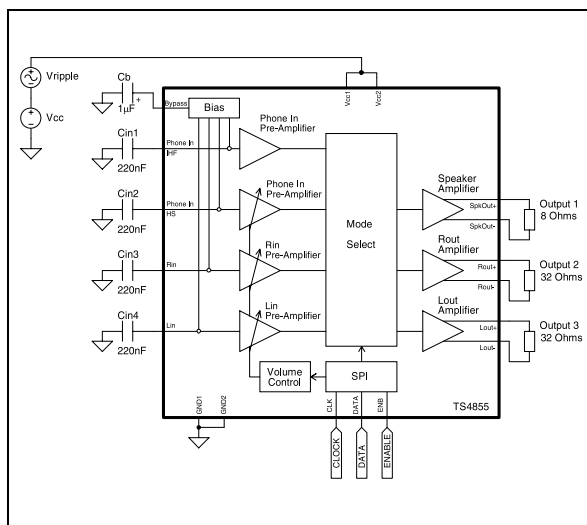 Vripple
Vcc
Cb
1µF
+
Bypass
Bias
Vcc1
Vcc2
Cin1
220nF
Phone In
IHF
Phone In
Pre-Amplifier
Cin2
220nF
Phone In
HS
Phone In
Pre-Amplifier
Cin3
220nF
Rin
Rin
Pre-Amplifier
Cin4
220nF
Lin
Lin
Pre-Amplifier
Mode
Select
Speaker
Amplifier
SpkOut+
SpkOut-
Output 1
8 Ohms
Rout
Amplifier
Rout+
Rout-
Output 2
32 Ohms
Lout
Amplifier
Lout+
Lout-
Output 3
32 Ohms
Volume
Control
SPI
GND1
GND2
CLK
DATA
ENB
TS4855
CLOCK
DATA
ENABLE